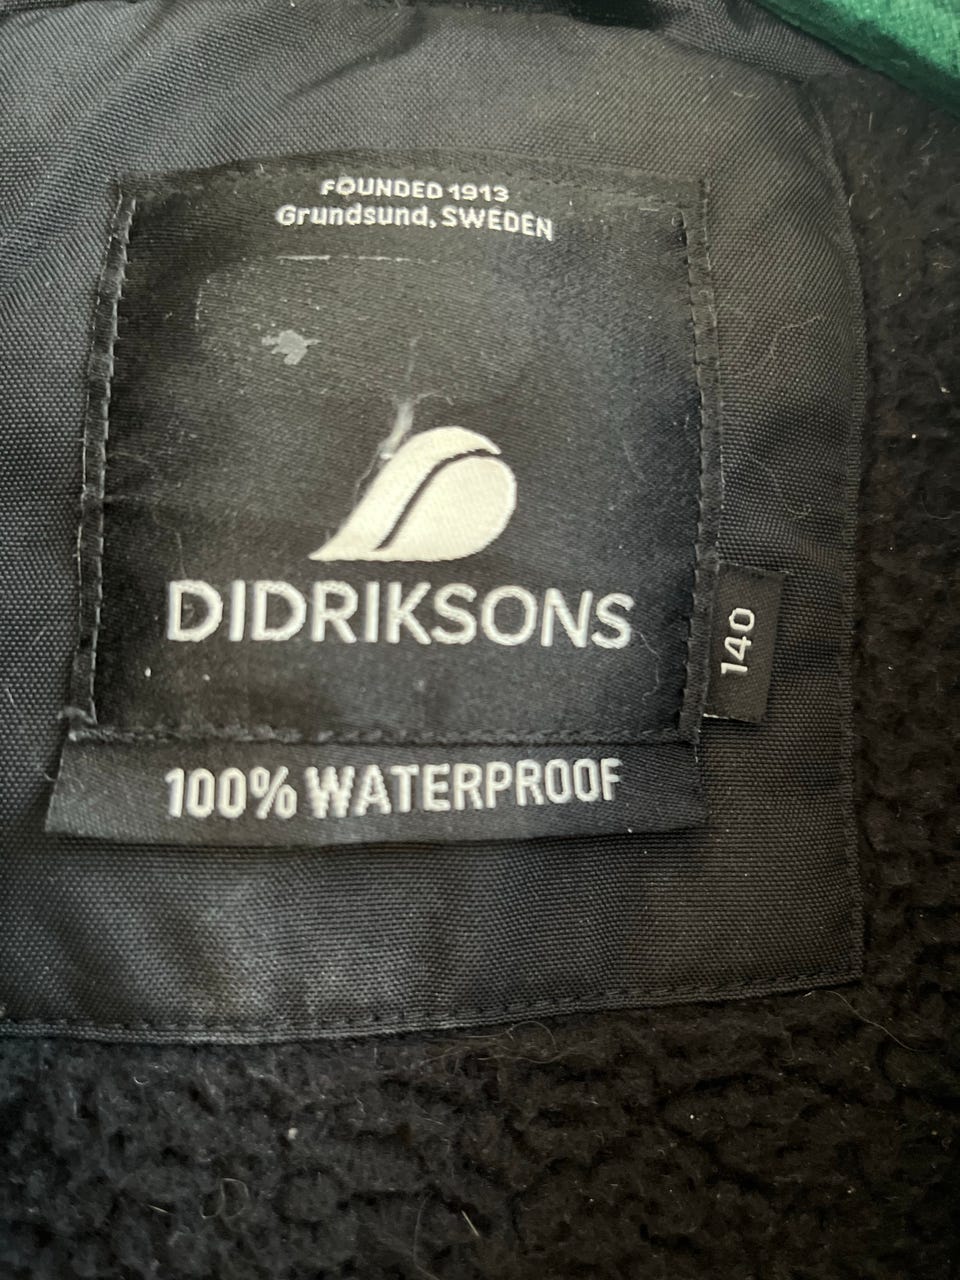 FOUNDED 1913
Grundsund, SWEDEN
DIDRIKSONS
140
100% WATERPROOF